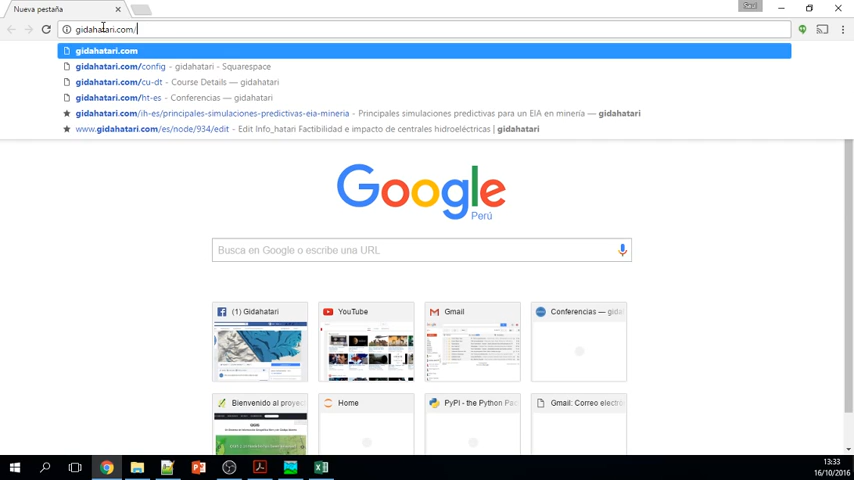 Nueva pestaña
Saul
gidahatari.com/
gidahatari.com
gidahatari.com/config - gidahatari - Squarespace
gidahatari.com/cu-dt - Course Details — gidahatari
gidahatari.com/ht-es - Conferencias — gidahatari
gidahatari.com/ih-es/principales-simulaciones-predictivas-eia-mineria - Principales simulaciones predictivas para un EIA en minería — gidahatari
www.gidahatari.com/es/node/934/edit - Edit Info_hatari Factibilidad e impacto de centrales hidroeléctricas | gidahatari
Google
Perú
Busca en Google o escribe una URL
(1) Gidahatari
YouTube
Gmail
Conferencias — gida
Bienvenido al proyec
Home
PyPI - the Python Pac
Gmail: Correo electró
13:33
16/10/2016